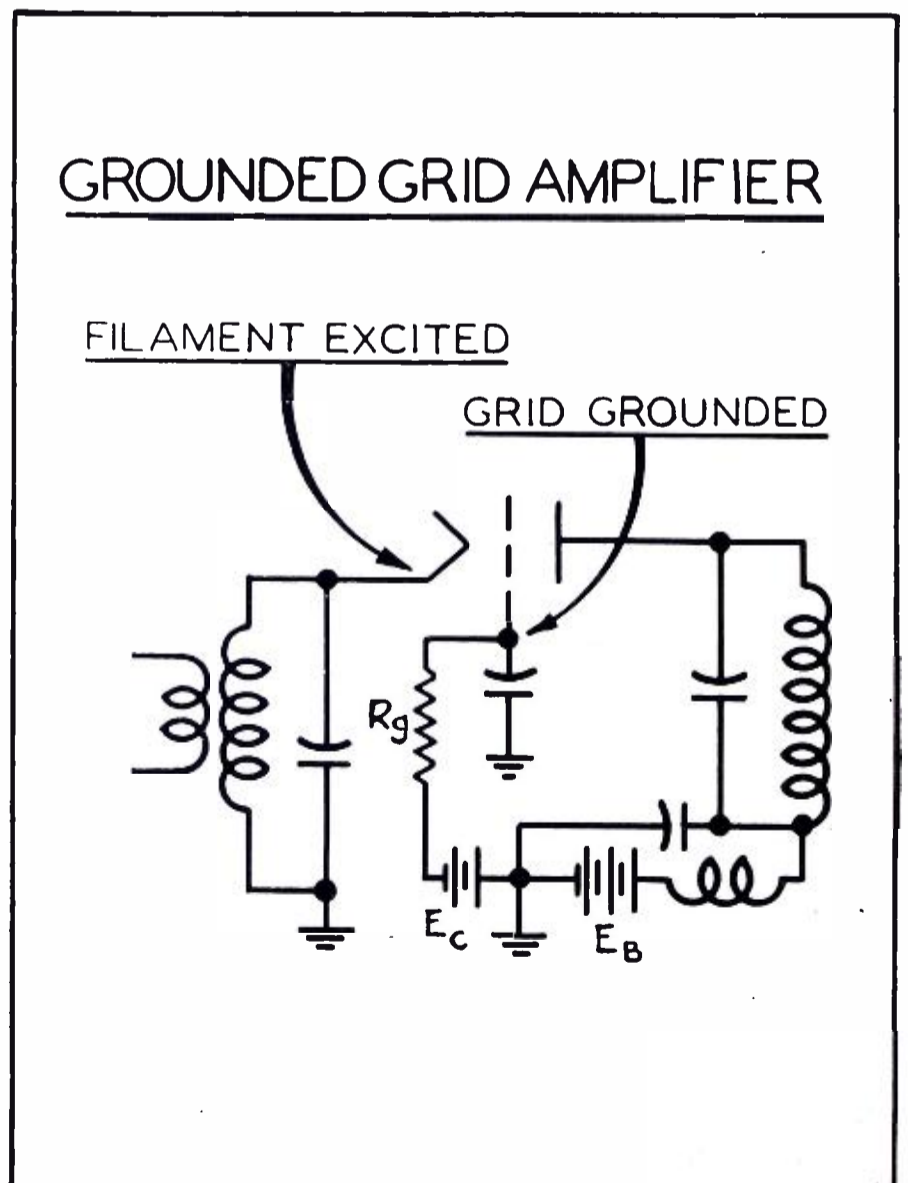 GROUNDED GRID AMPLIFIER
FILAMENT EXCITED
GRID GROUNDED
Rg
EC
EB